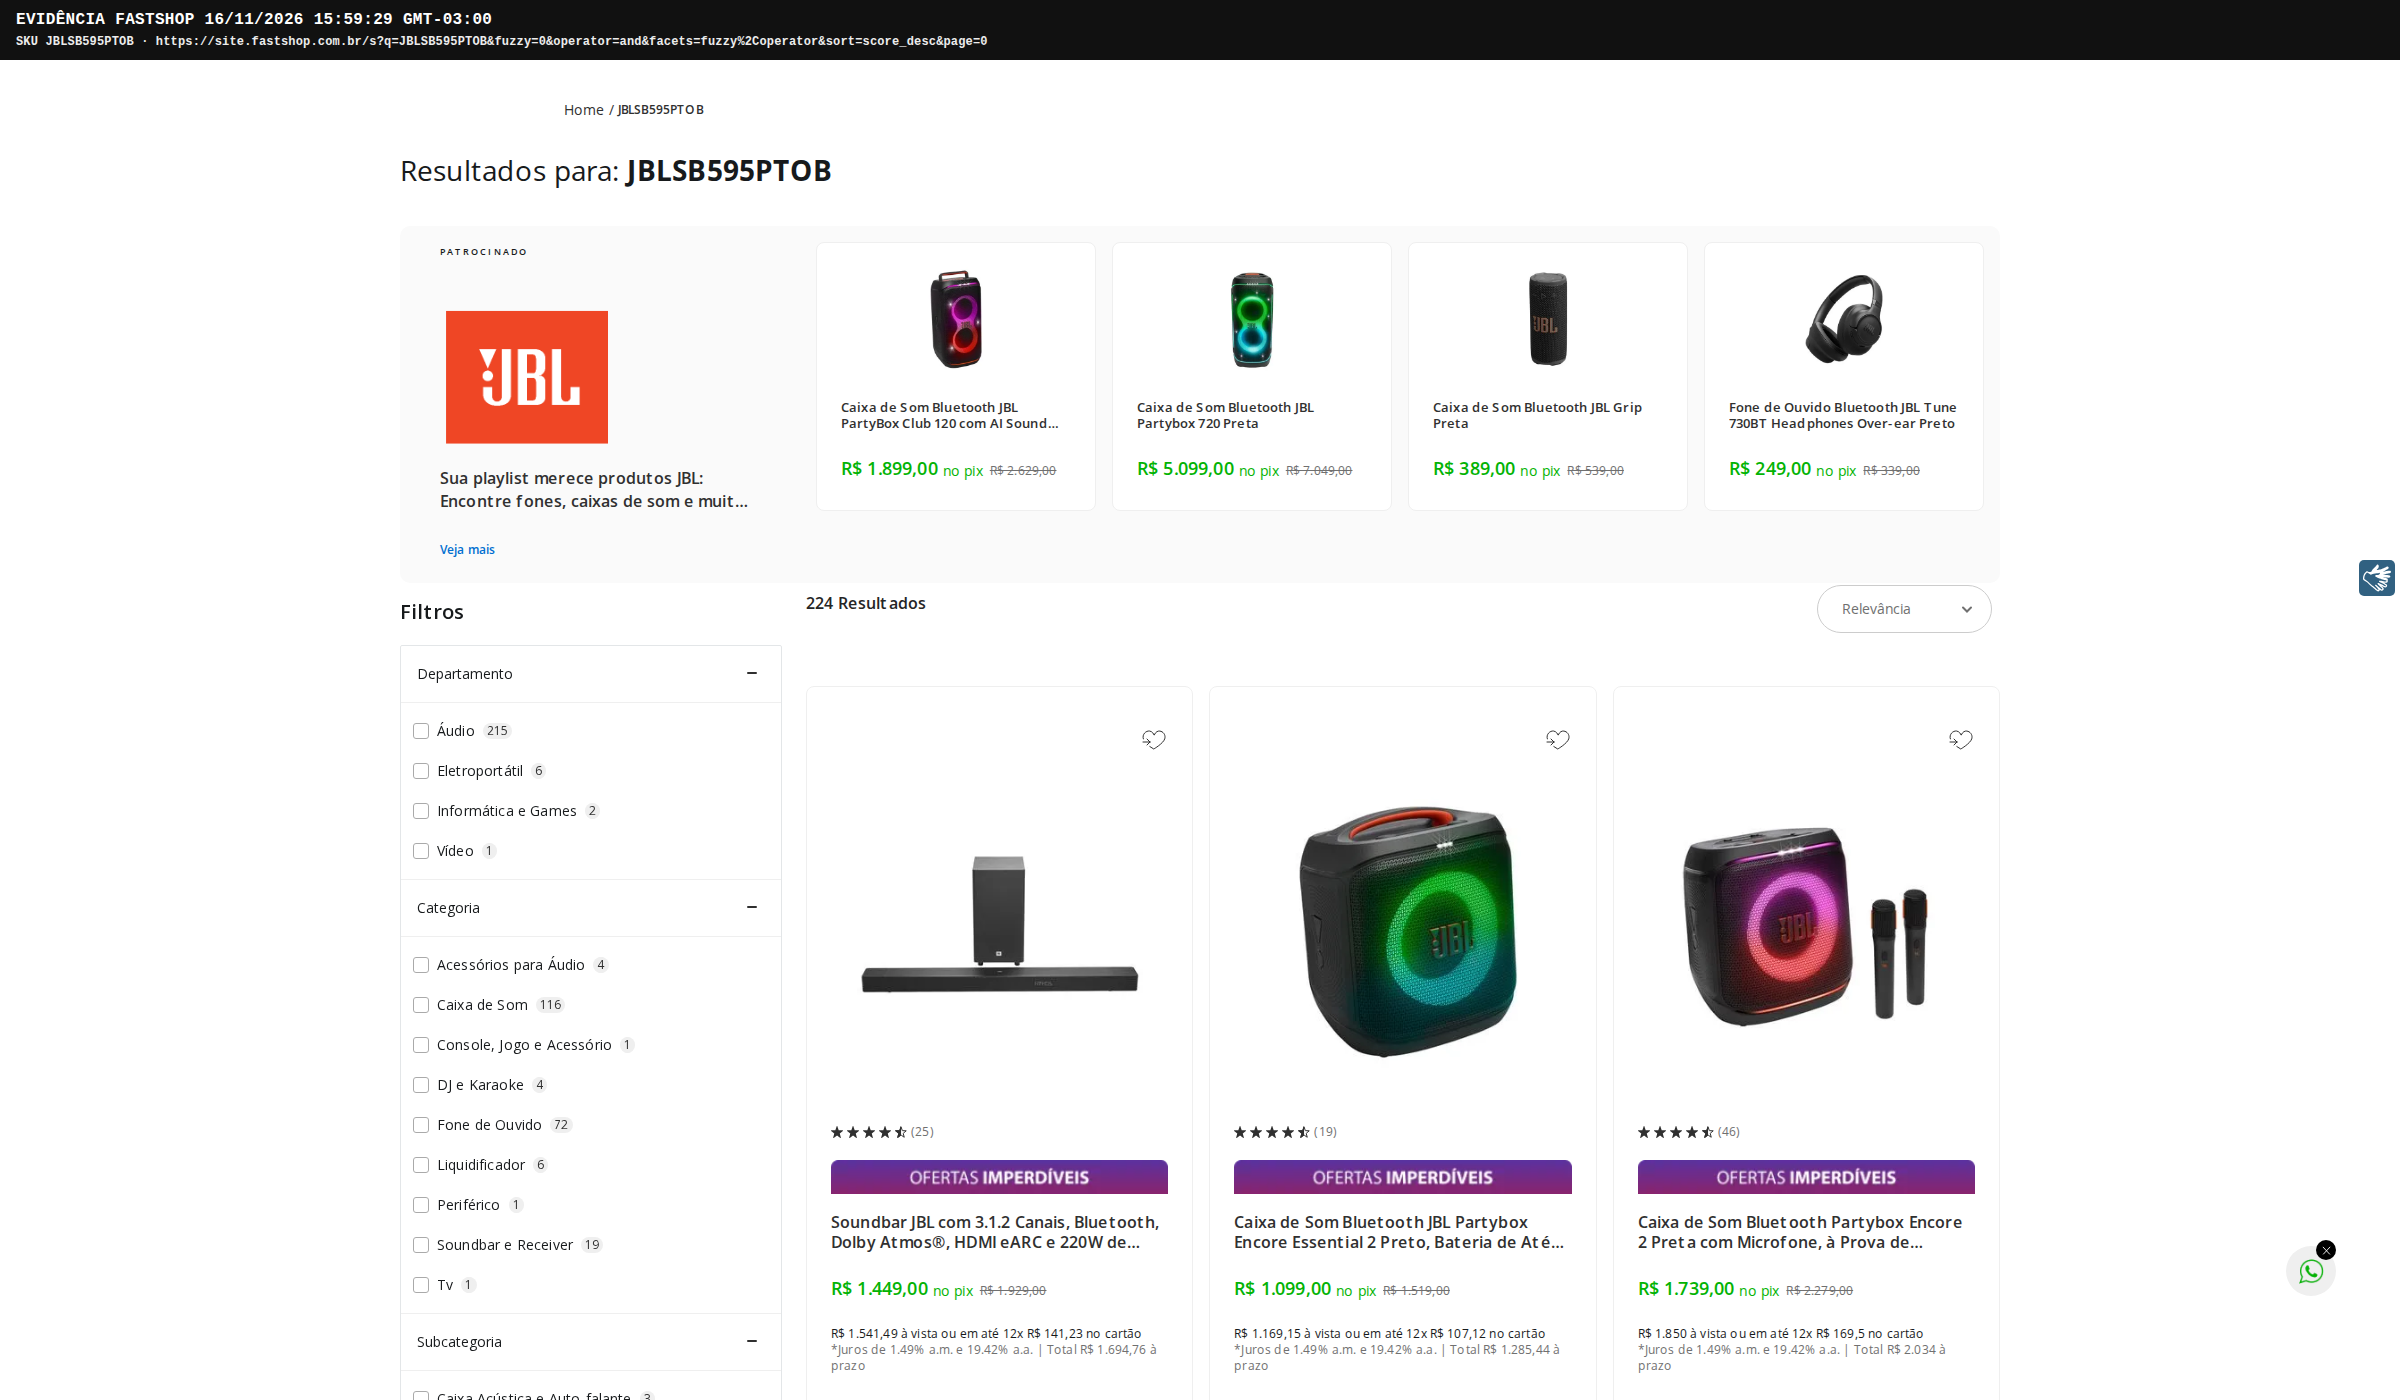 EVIDÊNCIA FASTSHOP 16/11/2026 15:59:29 GMT-03:00
SKU JBLSB595PTOB · https://site.fastshop.com.br/s?q=JBLSB595PTOB&fuzzy=0&operator=and&facets=fuzzy%2Coperator&sort=score_desc&page=0
Home / JBLSB595PTOB
Resultados para: JBLSB595PTOB
PATROCINADO
JBL
Sua playlist merece produtos JBL:
Encontre fones, caixas de som e muit...
Veja mais
Caixa de Som Bluetooth JBL
PartyBox Club 120 com AI Sound...
R$ 1.899,00 no pix R$ 2.629,00
Caixa de Som Bluetooth JBL
Partybox 720 Preta
R$ 5.099,00 no pix R$ 7.049,00
JBL
Caixa de Som Bluetooth JBL Grip
Preta
R$ 389,00 no pix R$ 539,00
Fone de Ouvido Bluetooth JBL Tune
730BT Headphones Over-ear Preto
R$ 249,00 no pix R$ 339,00
Filtros
224 Resultados
Relevância
Departamento
Áudio 215
Eletroportátil 6
Informática e Games 2
Vídeo 1
Categoria
Acessórios para Áudio 4
Caixa de Som 116
Console, Jogo e Acessório 1
DJ e Karaoke 4
Fone de Ouvido 72
Liquidificador 6
Periférico 1
Soundbar e Receiver 19
Tv 1
Subcategoria
Caixa Acústica e Auto-falante 3
(25)
OFERTAS IMPERDÍVEIS
Soundbar JBL com 3.1.2 Canais, Bluetooth,
Dolby Atmos®, HDMI eARC e 220W de...
R$ 1.449,00 no pix R$ 1.929,00
R$ 1.541,49 à vista ou em até 12x R$ 141,23 no cartão
*Juros de 1.49% a.m. e 19.42% a.a. | Total R$ 1.694,76 à
prazo
JBL
(19)
OFERTAS IMPERDÍVEIS
Caixa de Som Bluetooth JBL Partybox
Encore Essential 2 Preto, Bateria de Até...
R$ 1.099,00 no pix R$ 1.519,00
R$ 1.169,15 à vista ou em até 12x R$ 107,12 no cartão
*Juros de 1.49% a.m. e 19.42% a.a. | Total R$ 1.285,44 à
prazo
JBL
(46)
OFERTAS IMPERDÍVEIS
Caixa de Som Bluetooth Partybox Encore
2 Preta com Microfone, à Prova de...
R$ 1.739,00 no pix R$ 2.279,00
R$ 1.850 à vista ou em até 12x R$ 169,5 no cartão
*Juros de 1.49% a.m. e 19.42% a.a. | Total R$ 2.034 à
prazo